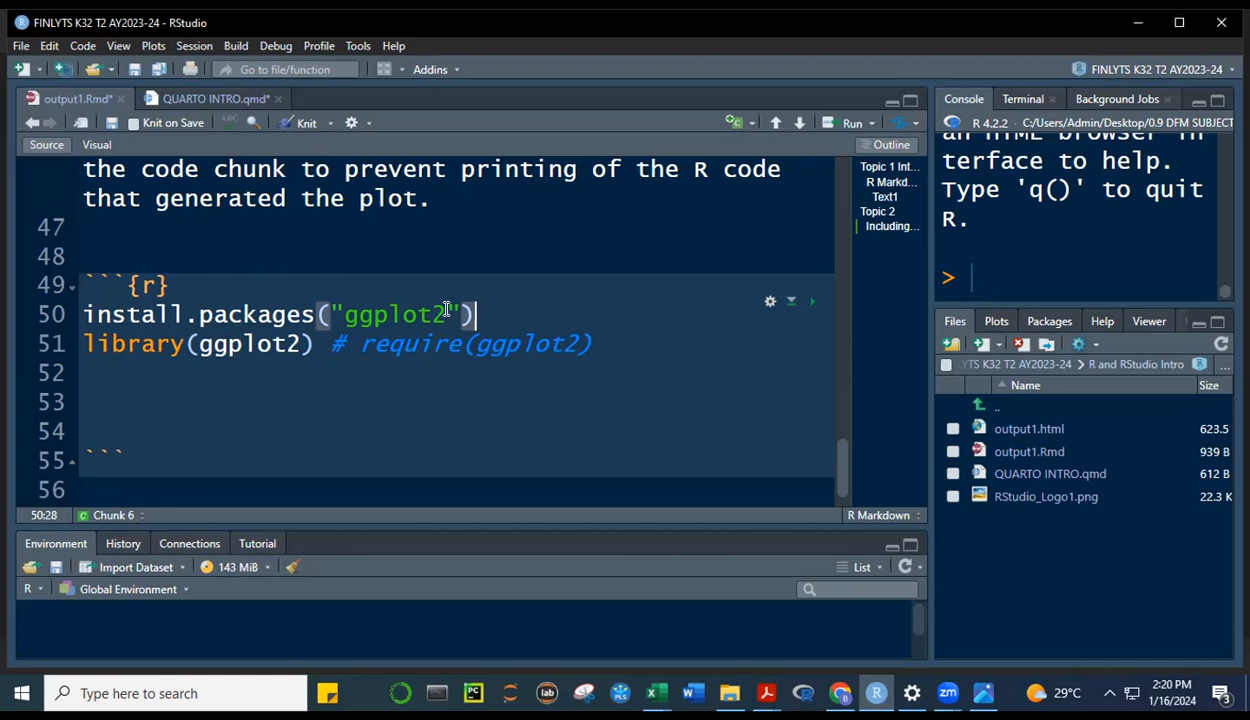 FINLYTS K32 T2 AY2023-24 - RStudio
File Edit Code View Plots Session Build Debug Profile Tools Help
Go to file/function Addins FINLYTS K32 T2 AY2023-24
output1.Rmd* QUARTO INTRO.qmd*
Knit on Save Knit Run
Source Visual Outline
the code chunk to prevent printing of the R code
that generated the plot.
47
48
49 ```{r}
50 install.packages("ggplot2")
51 library(ggplot2) # require(ggplot2)
52
53
54
55 ```
56
50:28 Chunk 6 R Markdown
Topic 1 Int...
R Markd...
Text1
Topic 2
Including...
Console Terminal Background Jobs
R 4.2.2 . C:/Users/Admin/Desktop/0.9 DFM SUBJECT
an HTML browser in
terface to help.
Type 'q()' to quit
R.
>
Files Plots Packages Help Viewer
LYTS K32 T2 AY2023-24 R and RStudio Intro ...
Name Size
..
output1.html 623.5
output1.Rmd 939 B
QUARTO INTRO.qmd 612 B
RStudio_Logo1.png 22.3 K
Environment History Connections Tutorial
Import Dataset 143 MiB List
R Global Environment
Type here to search
PC
lab
PLS
zm
29°C
2:20 PM
1/16/2024
3